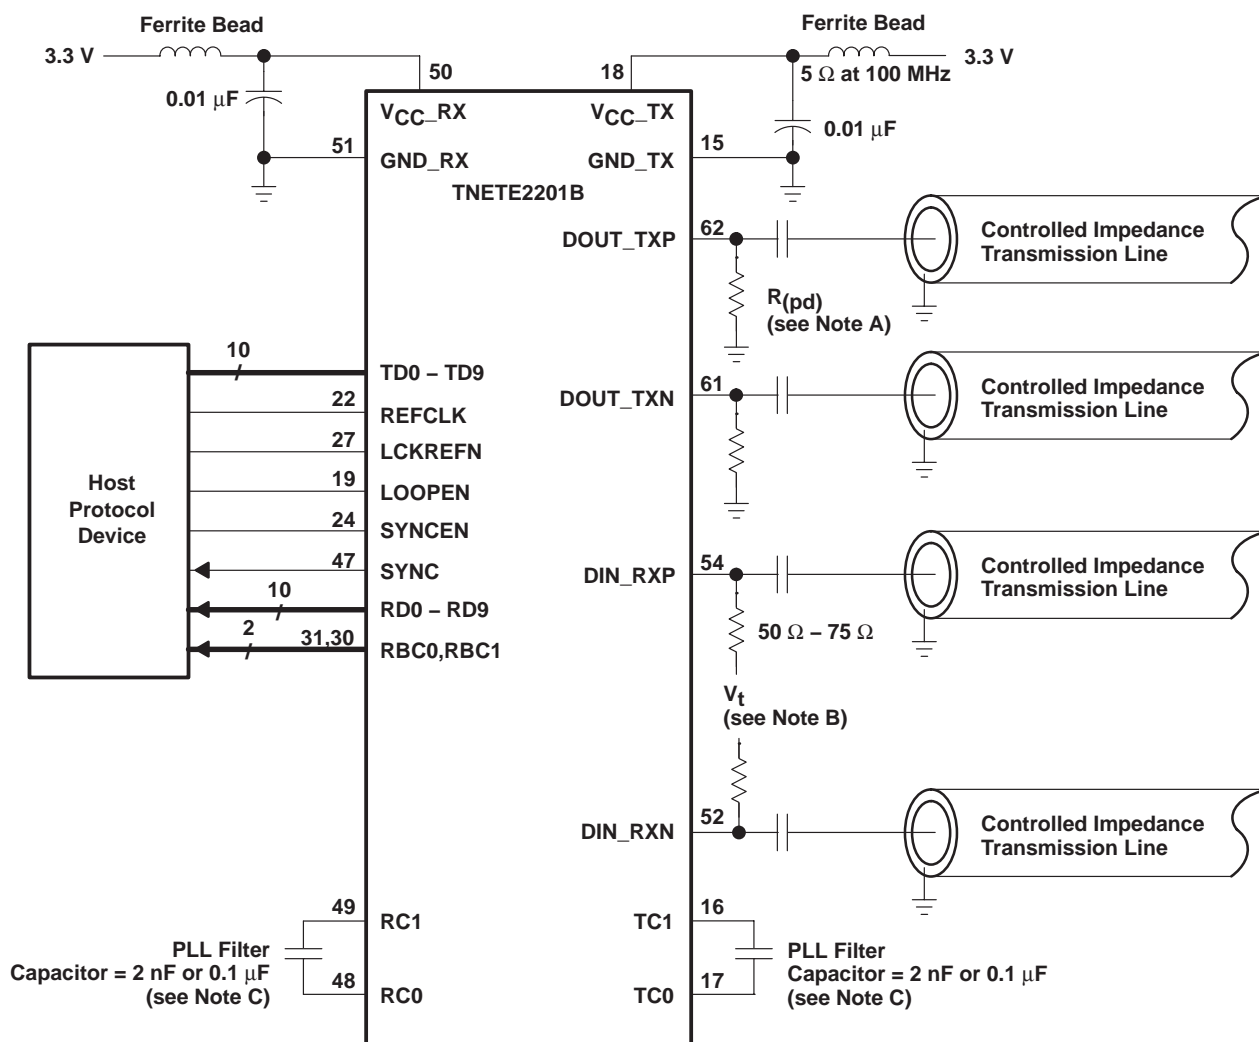 Ferrite Bead
3.3 V
0.01 μF
50
51
Ferrite Bead
3.3 V
5 Ω at 100 MHz
18
0.01 μF
15
VCC_RX
GND_RX
VCC_TX
GND_TX
TNETE2201B
DOUT_TXP
62
R(pd)
(see Note A)
Controlled Impedance
Transmission Line
DOUT_TXN
61
Controlled Impedance
Transmission Line
Host
Protocol
Device
10
TD0 – TD9
22
REFCLK
27
LCKREFN
19
LOOPEN
24
SYNCEN
47
SYNC
10
RD0 – RD9
2
31,30
RBC0,RBC1
DIN_RXP
54
50 Ω – 75 Ω
Controlled Impedance
Transmission Line
Vt
(see Note B)
DIN_RXN
52
Controlled Impedance
Transmission Line
49
RC1
PLL Filter
Capacitor = 2 nF or 0.1 μF
(see Note C)
48
RC0
TC1
16
PLL Filter
Capacitor = 2 nF or 0.1 μF
(see Note C)
TC0
17